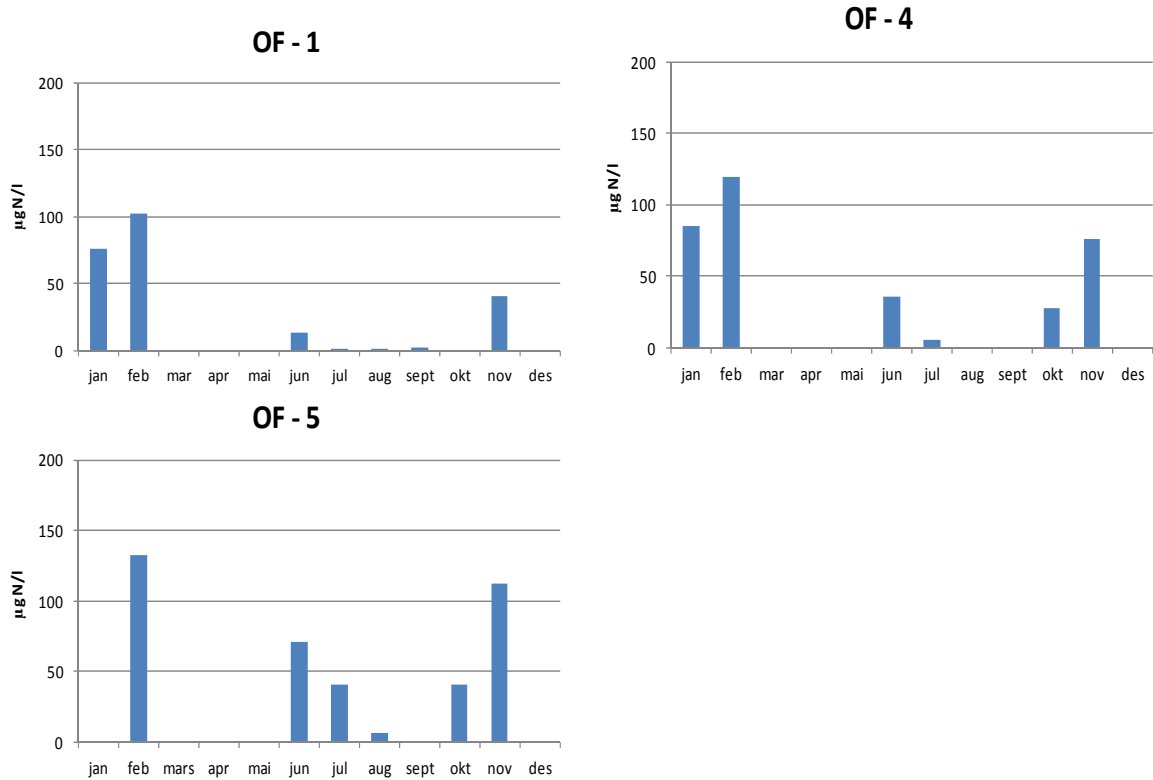 OF - 1
200
150
100
50
0
µg N/l
jan feb mar apr mai jun jul aug sept okt nov des
OF - 4
200
150
100
50
0
µg N/l
jan feb mar apr mai jun jul aug sept okt nov des
OF - 5
200
150
100
50
0
µg N/l
jan feb mars apr mai jun jul aug sept okt nov des